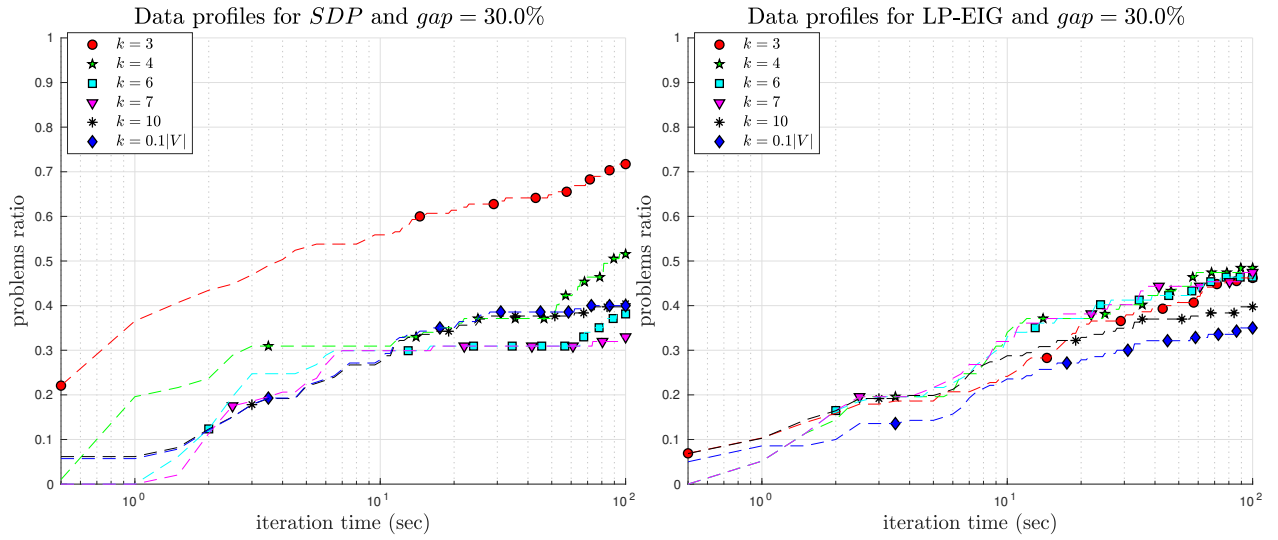 Data profiles for SDP and gap = 30.0%
problems ratio
1
0.9
0.8
0.7
0.6
0.5
0.4
0.3
0.2
0.1
0
k = 3
k = 4
k = 6
k = 7
k = 10
k = 0.1|V|
10^0
10^1
10^2
iteration time (sec)
Data profiles for LP-EIG and gap = 30.0%
problems ratio
1
0.9
0.8
0.7
0.6
0.5
0.4
0.3
0.2
0.1
0
k = 3
k = 4
k = 6
k = 7
k = 10
k = 0.1|V|
10^0
10^1
10^2
iteration time (sec)